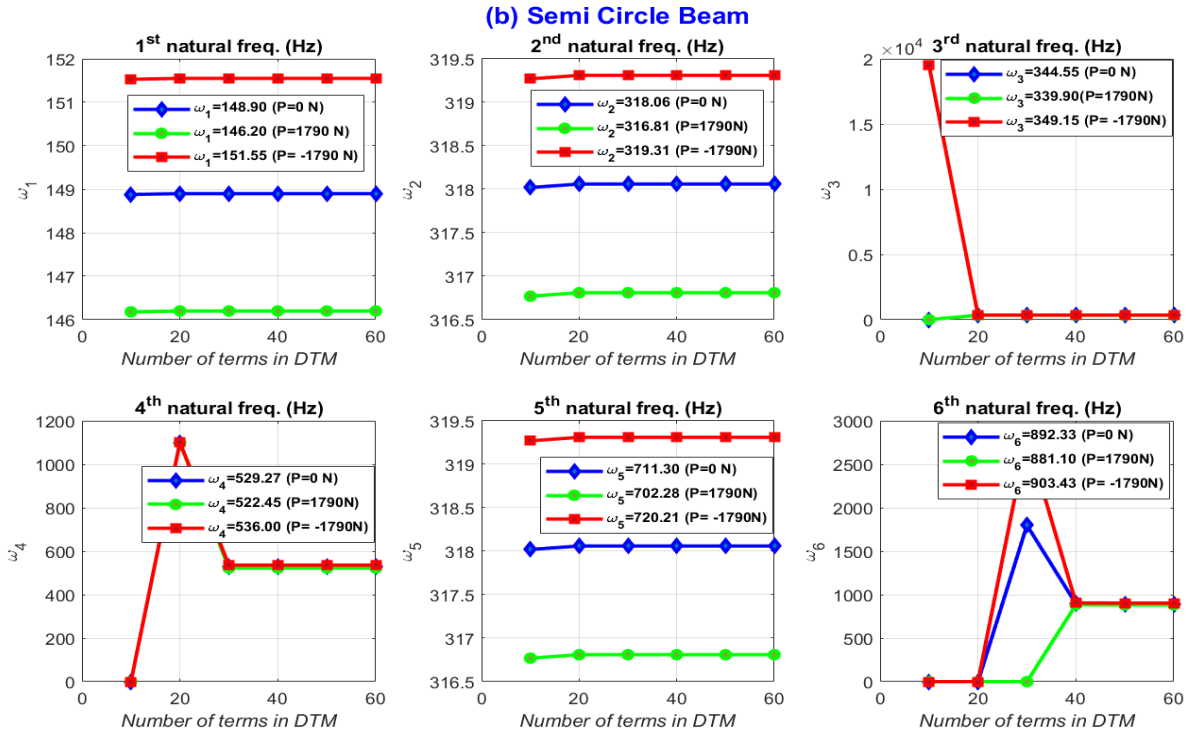 (b) Semi Circle Beam
1st natural freq. (Hz)
152
151
150
149
148
147
146
ω1
ω1=148.90 (P=0 N)
ω1=146.20 (P=1790 N)
ω1=151.55 (P= -1790 N)
0
20
40
60
Number of terms in DTM
2nd natural freq. (Hz)
319.5
319
318.5
318
317.5
317
316.5
ω2
ω2=318.06 (P=0 N)
ω2=316.81 (P=1790N)
ω2=319.31 (P= -1790N)
0
20
40
60
Number of terms in DTM
3rd natural freq. (Hz)
×10^4
2
1.5
1
0.5
0
ω3
ω3=344.55 (P=0 N)
ω3=339.90(P=1790N)
ω3=349.15 (P= -1790N)
0
20
40
60
Number of terms in DTM
4th natural freq. (Hz)
1200
1000
800
600
400
200
0
ω4
ω4=529.27 (P=0 N)
ω4=522.45 (P=1790N)
ω4=536.00 (P= -1790N)
0
20
40
60
Number of terms in DTM
5th natural freq. (Hz)
319.5
319
318.5
318
317.5
317
316.5
ω5
ω5=711.30 (P=0 N)
ω5=702.28 (P=1790N)
ω5=720.21 (P= -1790N)
0
20
40
60
Number of terms in DTM
6th natural freq. (Hz)
3000
2500
2000
1500
1000
500
0
ω6
ω6=892.33 (P=0 N)
ω6=881.10 (P=1790N)
ω6=903.43 (P= -1790N)
0
20
40
60
Number of terms in DTM